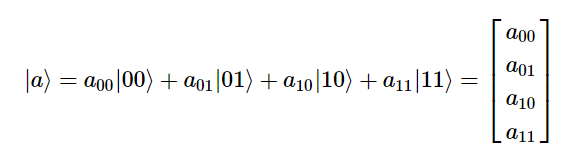 |a⟩ = a₀₀|00⟩ + a₀₁|01⟩ + a₁₀|10⟩ + a₁₁|11⟩ =
a₀₀
a₀₁
a₁₀
a₁₁